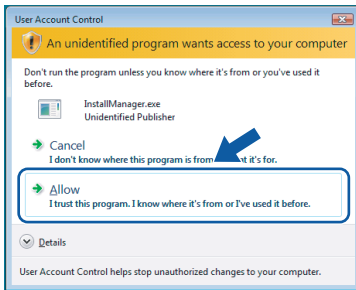 User Account Control
An unidentified program wants access to your computer
Don't run the program unless you know where it's from or you've used it
before.
InstallManager.exe
Unidentified Publisher
Cancel
I don't know where this program is from it's for.
Allow
I trust this program. I know where it's from or I've used it before.
Details
User Account Control helps stop unauthorized changes to your computer.